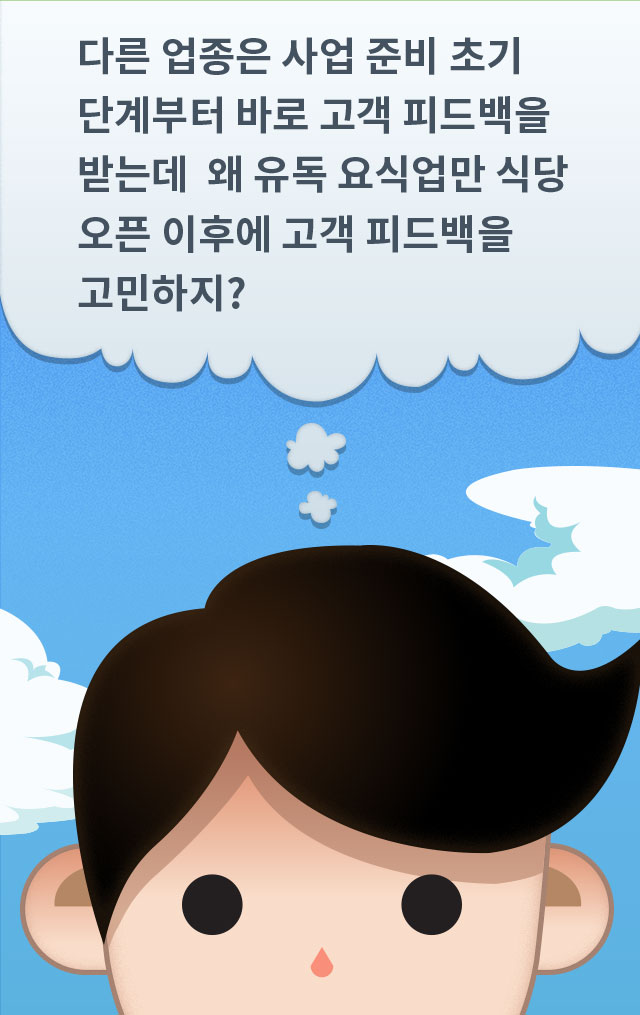 다른 업종은 사업 준비 초기
단계부터 바로 고객 피드백을
받는데 왜 유독 요식업만 식당
오픈 이후에 고객 피드백을
고민하지?